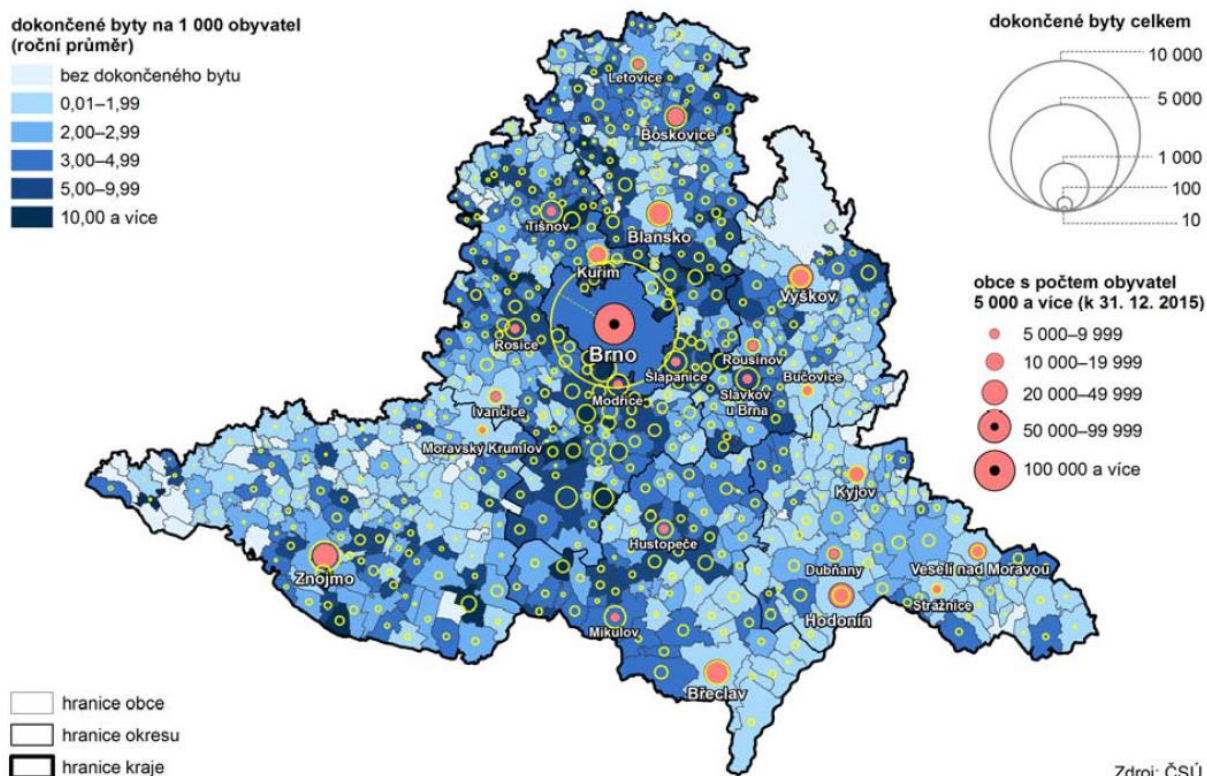 dokončené byty na 1 000 obyvatel
(roční průměr)
bez dokončeného bytu
0,01–1,99
2,00–2,99
3,00–4,99
5,00–9,99
10,00 a více
dokončené byty celkem
10 000
5 000
1 000
100
10
obce s počtem obyvatel
5 000 a více (k 31. 12. 2015)
5 000–9 999
10 000–19 999
20 000–49 999
50 000–99 999
100 000 a více
Letovice
Boskovice
Tišnov
Blansko
Kuřim
Vyškov
Rosice
Brno
Rousínov
Šlapanice
Bučovice
Modřice
Slavkov
u Brna
Ivančice
Moravský Krumlov
Kyjov
Hustopeče
Znojmo
Dubňany
Veselí nad Moravou
Strážnice
Hodonín
Mikulov
Břeclav
hranice obce
hranice okresu
hranice kraje
Zdroj: ČSÚ